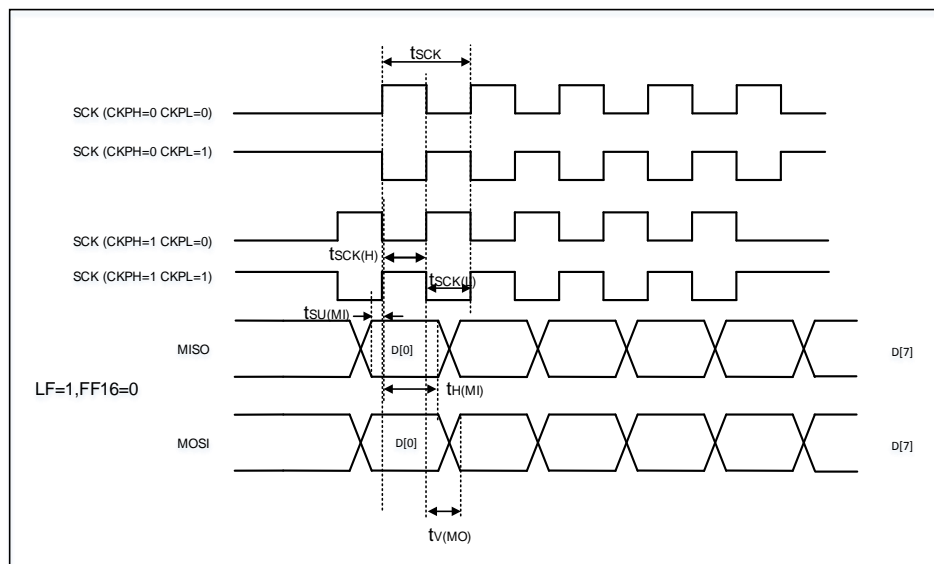 tSCK
SCK (CKPH=0 CKPL=0)
SCK (CKPH=0 CKPL=1)
SCK (CKPH=1 CKPL=0)
tSCK(H)
SCK (CKPH=1 CKPL=1)
tSCK(L)
tSU(MI)
MISO
D[0]
D[7]
LF=1,FF16=0
tH(MI)
MOSI
D[0]
D[7]
tV(MO)